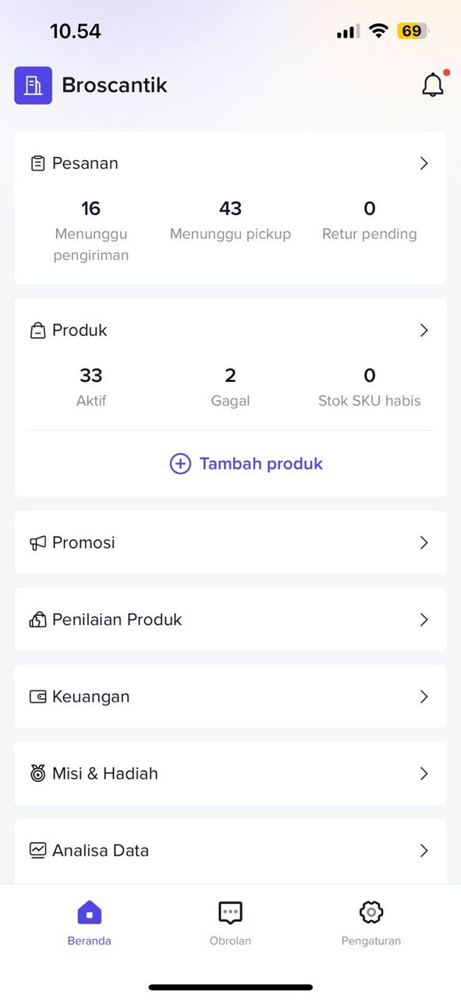 10.54
69
Broscantik
Pesanan
16
43
0
Menunggu pengiriman
Menunggu pickup
Retur pending
Produk
33
2
0
Aktif
Gagal
Stok SKU habis
Tambah produk
Promosi
Penilaian Produk
Keuangan
Misi & Hadiah
Analisa Data
Beranda
Obrolan
Pengaturan